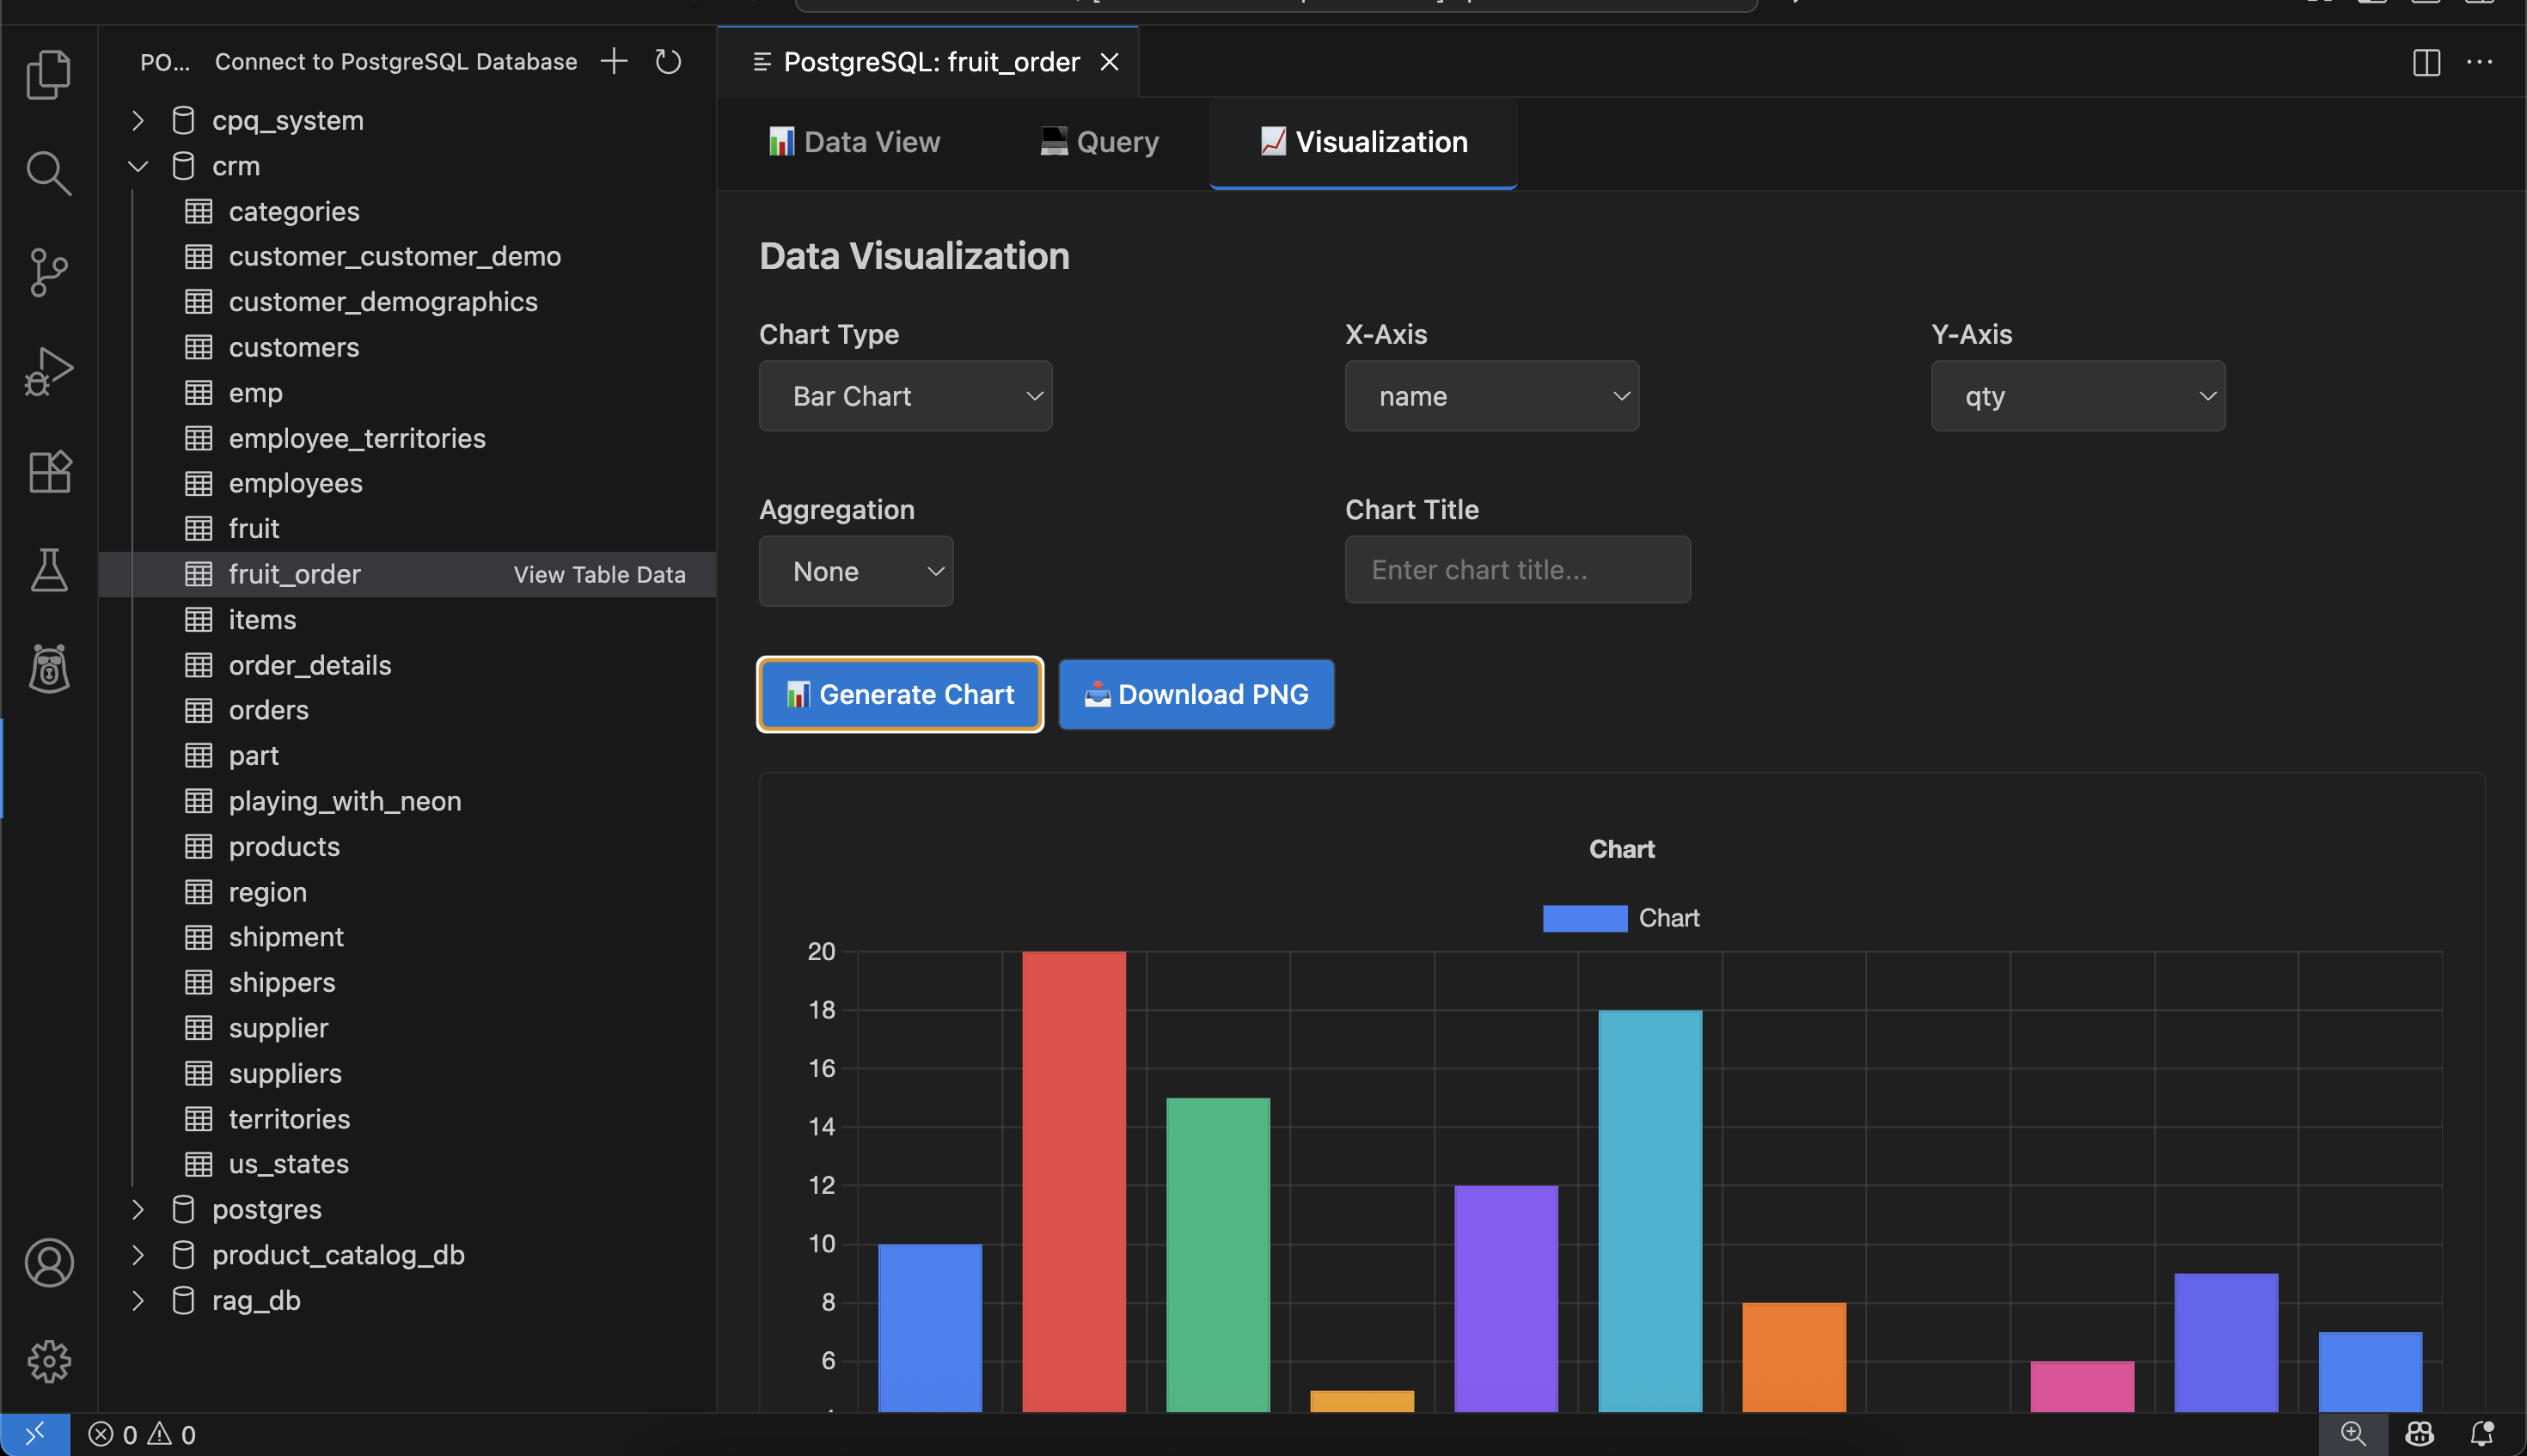 PO... Connect to PostgreSQL Database
cpq_system
crm
categories
customer_customer_demo
customer_demographics
customers
emp
employee_territories
employees
fruit
fruit_order View Table Data
items
order_details
orders
part
playing_with_neon
products
region
shipment
shippers
supplier
suppliers
territories
us_states
postgres
product_catalog_db
rag_db
PostgreSQL: fruit_order
Data View Query Visualization
Data Visualization
Chart Type X-Axis Y-Axis
Bar Chart name qty
Aggregation Chart Title
None Enter chart title...
Generate Chart Download PNG
Chart
Chart
20
18
16
14
12
10
8
6
0 0